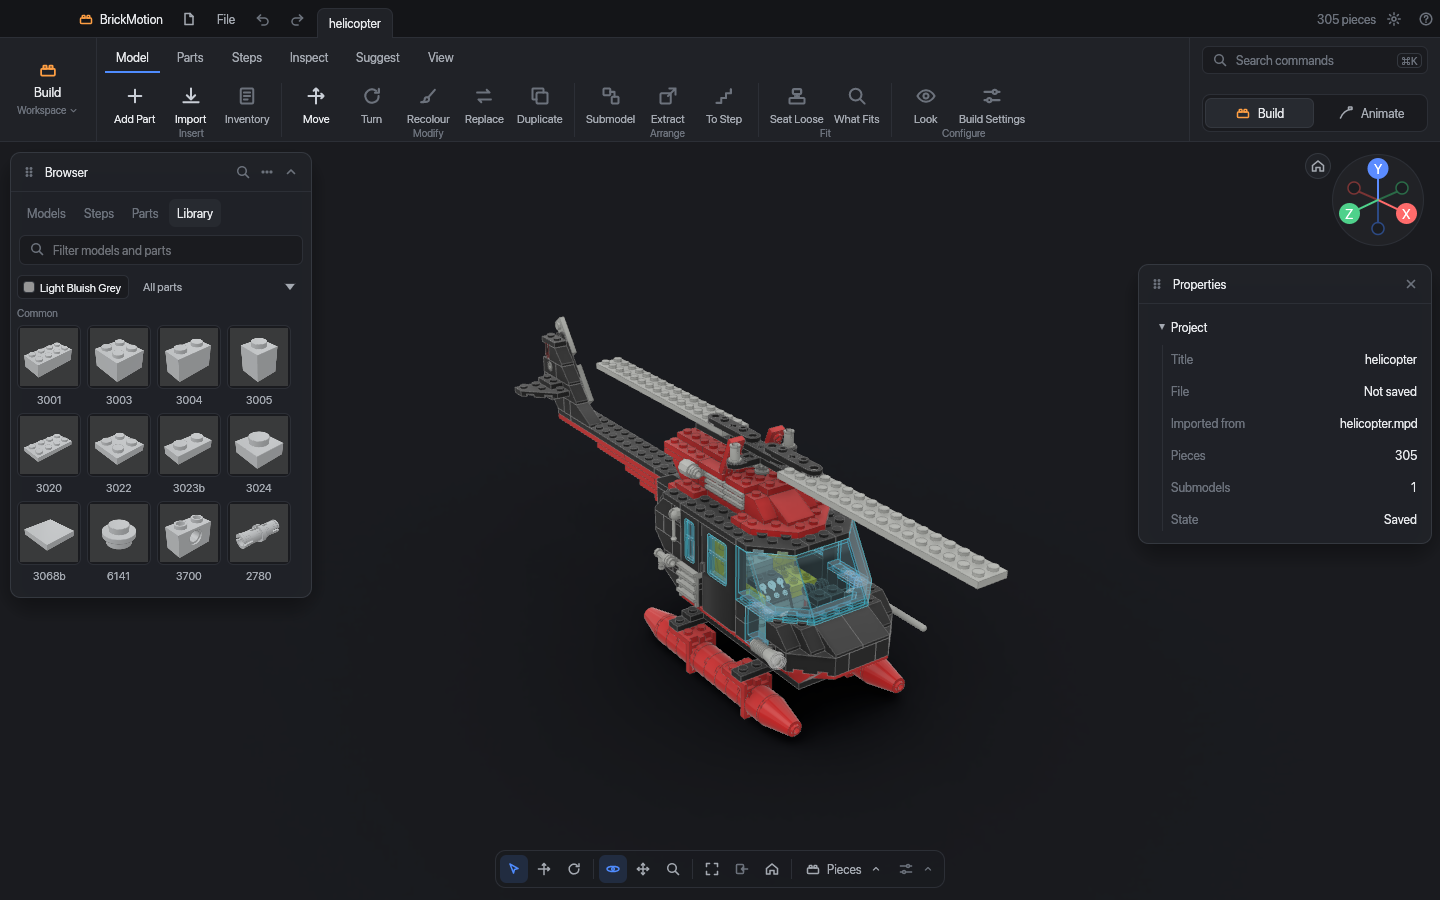 BrickMotion File helicopter 305 pieces
Model Parts Steps Inspect Suggest View
Search commands ⌘K
Build
Workspace
Add Part Import Inventory Move Turn Recolour Replace Duplicate Submodel Extract To Step Seat Loose What Fits Look Build Settings
Insert Modify Arrange Fit Configure
Build Animate
Browser
Models Steps Parts Library
Filter models and parts
Light Bluish Grey All parts
Common
3001 3003 3004 3005
3020 3022 3023b 3024
3068b 6141 3700 2780
Y
Z X
Properties
Project
Title helicopter
File Not saved
Imported from helicopter.mpd
Pieces 305
Submodels 1
State Saved
Pieces